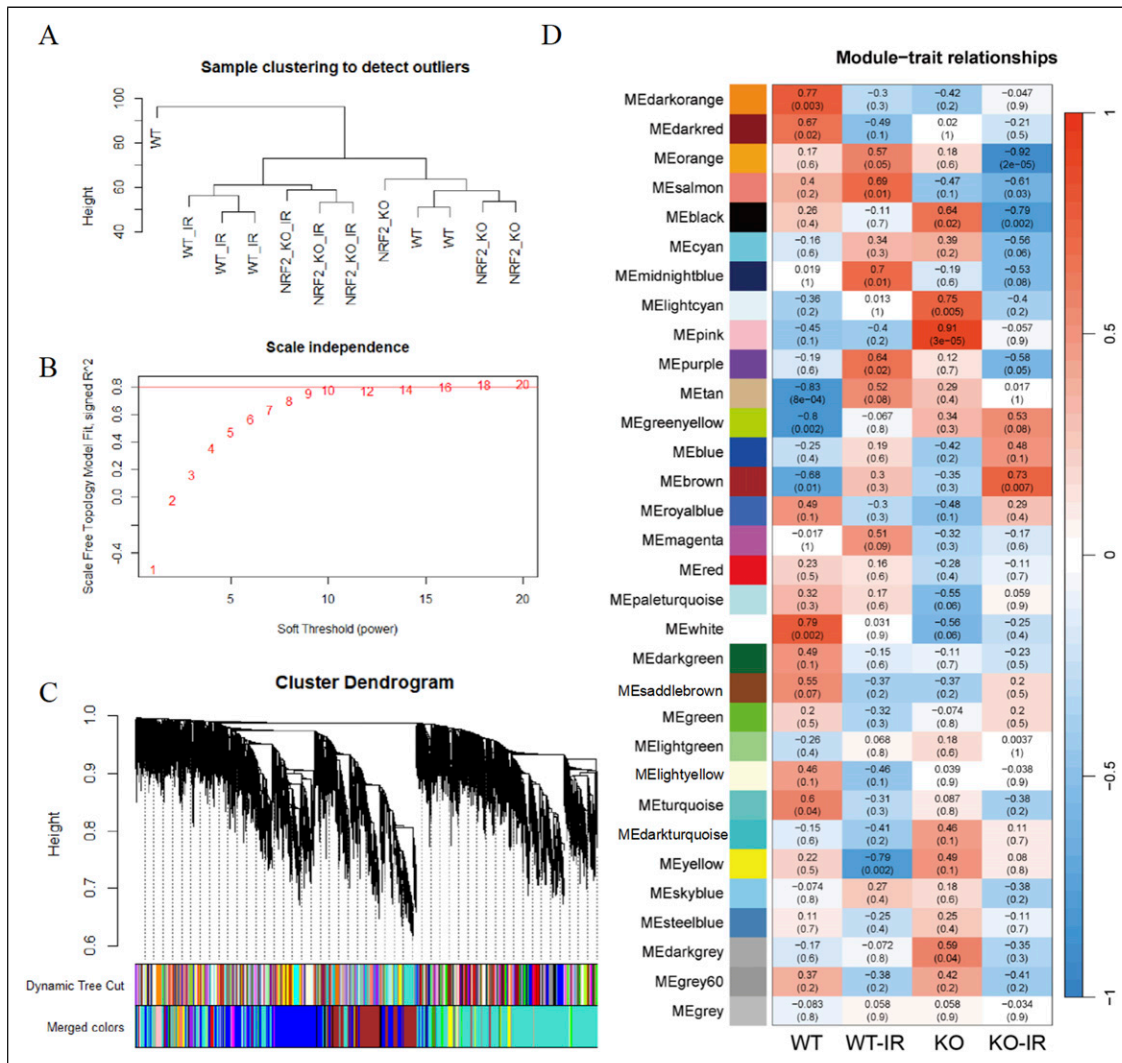 A
Sample clustering to detect outliers
Height
100
80
60
40
WT
WT_IR
WT_IR
WT_IR
NRF2_KO_IR
NRF2_KO_IR
NRF2_KO_IR
NRF2_KO
WT
WT
NRF2_KO
NRF2_KO
B
Scale independence
Scale Free Topology Model Fit, signed R^2
0.8
0.6
0.4
0.2
0.0
-0.4
1
2
3
4
5
6
7
8
9
10
12
14
16
18
20
5
10
15
20
Soft Threshold (power)
C
Cluster Dendrogram
Height
1.0
0.9
0.8
0.7
0.6
Dynamic Tree Cut
Merged colors
D
Module−trait relationships
MEdarkorange 0.77 −0.3 −0.42 −0.047
(0.003) (0.3) (0.2) (0.9)
MEdarkred 0.67 −0.49 0.02 −0.21
(0.02) (0.1) (1) (0.5)
MEorange 0.17 0.57 0.18 −0.92
(0.6) (0.05) (0.6) (2e−05)
MEsalmon 0.4 0.69 −0.47 −0.61
(0.2) (0.01) (0.1) (0.03)
MEblack 0.26 −0.11 0.64 −0.79
(0.4) (0.7) (0.02) (0.002)
MEcyan −0.16 0.34 0.39 −0.56
(0.6) (0.3) (0.2) (0.06)
MEmidnightblue 0.019 0.7 −0.19 −0.53
(1) (0.01) (0.6) (0.08)
MElightcyan −0.36 0.013 0.75 −0.4
(0.2) (1) (0.005) (0.2)
MEpink −0.45 −0.4 0.91 −0.057
(0.1) (0.2) (3e−05) (0.9)
MEpurple −0.19 0.64 0.12 −0.58
(0.6) (0.02) (0.7) (0.05)
MEtan −0.83 0.52 0.29 0.017
(8e−04) (0.08) (0.4) (1)
MEgreenyellow −0.8 −0.067 0.34 0.53
(0.002) (0.8) (0.3) (0.08)
MEblue −0.25 0.19 −0.42 0.48
(0.4) (0.6) (0.2) (0.1)
MEbrown −0.68 0.3 −0.35 0.73
(0.01) (0.3) (0.3) (0.007)
MEroyalblue 0.49 −0.3 −0.48 0.29
(0.1) (0.3) (0.1) (0.4)
MEmagenta −0.017 0.51 −0.32 −0.17
(1) (0.09) (0.3) (0.6)
MEred 0.23 0.16 −0.28 −0.11
(0.5) (0.6) (0.4) (0.7)
MEpaleturquoise 0.32 0.17 −0.55 0.059
(0.3) (0.6) (0.06) (0.9)
MEwhite 0.79 0.031 −0.56 −0.25
(0.002) (0.9) (0.06) (0.4)
MEdarkgreen 0.49 −0.15 −0.11 −0.23
(0.1) (0.6) (0.7) (0.5)
MEsaddlebrown 0.55 −0.37 −0.37 0.2
(0.07) (0.2) (0.2) (0.5)
MEgreen 0.2 −0.32 −0.074 0.2
(0.5) (0.3) (0.8) (0.5)
MElightgreen −0.26 0.068 0.18 0.0037
(0.4) (0.8) (0.6) (1)
MElightyellow 0.46 −0.46 0.039 −0.038
(0.1) (0.1) (0.9) (0.9)
MEturquoise 0.6 −0.31 0.087 −0.38
(0.04) (0.3) (0.8) (0.2)
MEdarkturquoise −0.15 −0.41 0.46 0.11
(0.6) (0.2) (0.1) (0.7)
MEyellow 0.22 −0.79 0.49 0.08
(0.5) (0.002) (0.1) (0.8)
MEskyblue −0.074 0.27 0.18 −0.38
(0.8) (0.4) (0.6) (0.2)
MEsteelblue 0.11 −0.25 0.25 −0.11
(0.7) (0.4) (0.4) (0.7)
MEdarkgrey −0.17 −0.072 0.59 −0.35
(0.6) (0.8) (0.04) (0.3)
MEgrey60 0.37 −0.38 0.42 −0.41
(0.2) (0.2) (0.2) (0.2)
MEgrey −0.083 0.058 0.058 −0.034
(0.8) (0.9) (0.9) (0.9)
WT WT-IR KO KO-IR
1
0.5
0
−0.5
−1